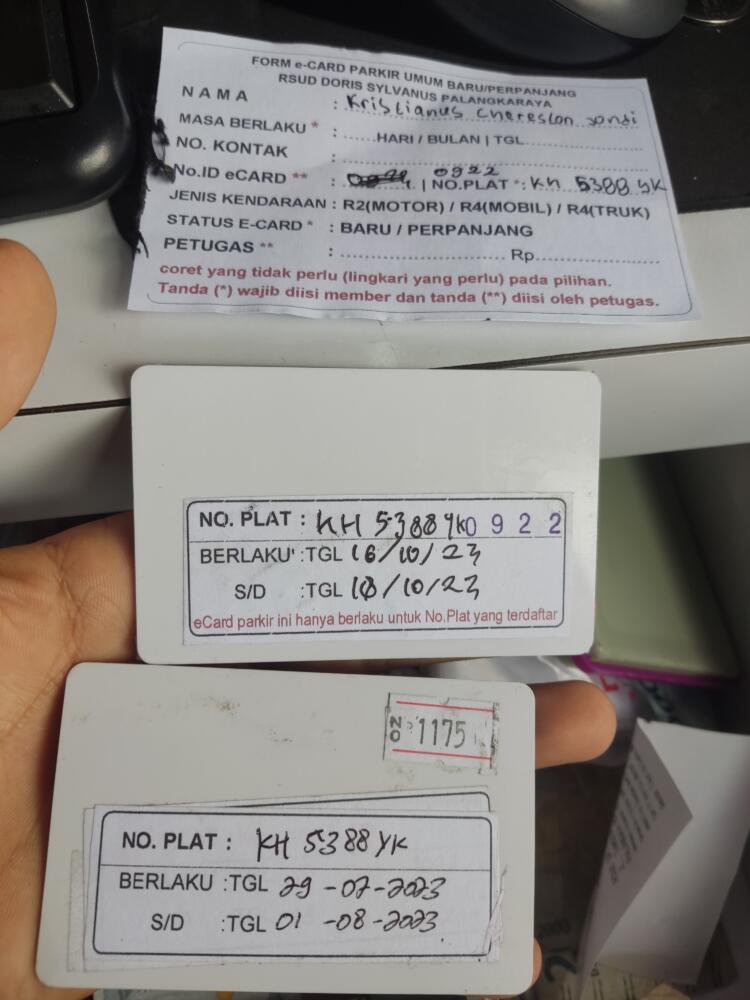 FORM e-CARD PARKIR UMUM BARU/PERPANJANG
RSUD DORIS SYLVANUS PALANGKARAYA
NAMA : Kristianus chereston
MASA BERLAKU * : ......HARI / BULAN | TGL....................
NO. KONTAK : ..........................................................
No.ID eCARD ** : 0922 | NO.PLAT *: KH 5388 YK
JENIS KENDARAAN : R2(MOTOR) / R4(MOBIL) / R4(TRUK)
STATUS E-CARD * : BARU / PERPANJANG
PETUGAS ** : ............................... Rp.........................
coret yang tidak perlu (lingkari yang perlu) pada pilihan.
Tanda (*) wajib diisi member dan tanda (**) diisi oleh petugas.
NO. PLAT : KH 5388 YK 0922
BERLAKU' :TGL 16/10/23
S/D :TGL 18/10/23
eCard parkir ini hanya berlaku untuk No.Plat yang terdaftar
NO 1175
NO. PLAT : KH 5388 YK
BERLAKU :TGL 29-07-2023
S/D :TGL 01-08-2023